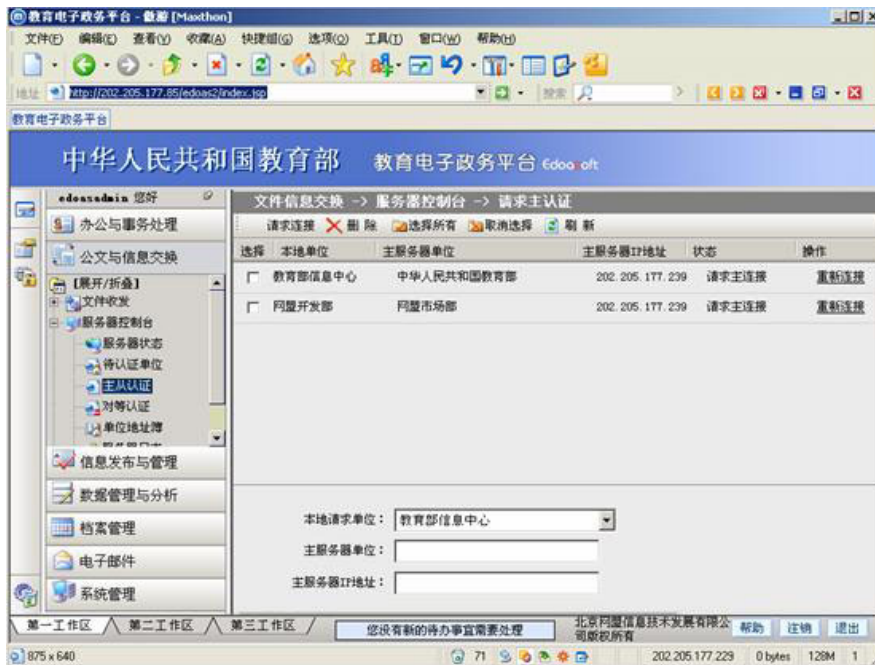 教育电子政务平台 - 傲游 [Maxthon]
文件(F) 编辑(E) 查看(V) 收藏(A) 快捷组(G) 选项(O) 工具(T) 窗口(W) 帮助(H)
地址 http://202.205.177.85/edoas2/index.jsp 搜索
教育电子政务平台
中华人民共和国教育部 教育电子政务平台 Edoasoft
edoasadmin 您好
办公与事务处理
公文与信息交换
[展开/折叠]
文件收发
服务器控制台
服务器状态
待认证单位
主从认证
对等认证
单位地址簿
信息发布与管理
数据管理与分析
档案管理
电子邮件
系统管理
文件信息交换 -> 服务器控制台 -> 请求主认证
请求连接 删 除 选择所有 取消选择 刷 新
选择 本地单位 主服务器单位 主服务器IP地址 状态 操作
教育部信息中心 中华人民共和国教育部 202.205.177.239 请求主连接 重新连接
网盟开发部 网盟市场部 202.205.177.239 请求主连接 重新连接
本地请求单位： 教育部信息中心
主服务器单位：
主服务器IP地址：
第一工作区 第二工作区 第三工作区 您没有新的待办事宜需要处理 北京网盟信息技术发展有限公司版权所有 帮助 注销 退出
875 x 640 71 202.205.177.229 0 bytes 128M 1